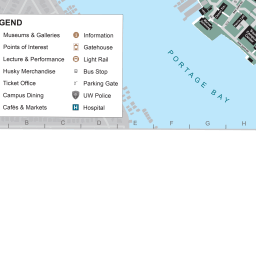 GEND
Museums & Galleries
Information
Points of Interest
Gatehouse
Lecture & Performance
Light Rail
Husky Merchandise
Bus Stop
Ticket Office
Parking Gate
Campus Dining
UW Police
Cafés & Markets
H
Hospital
PORTAGE BAY
B C D E F G H